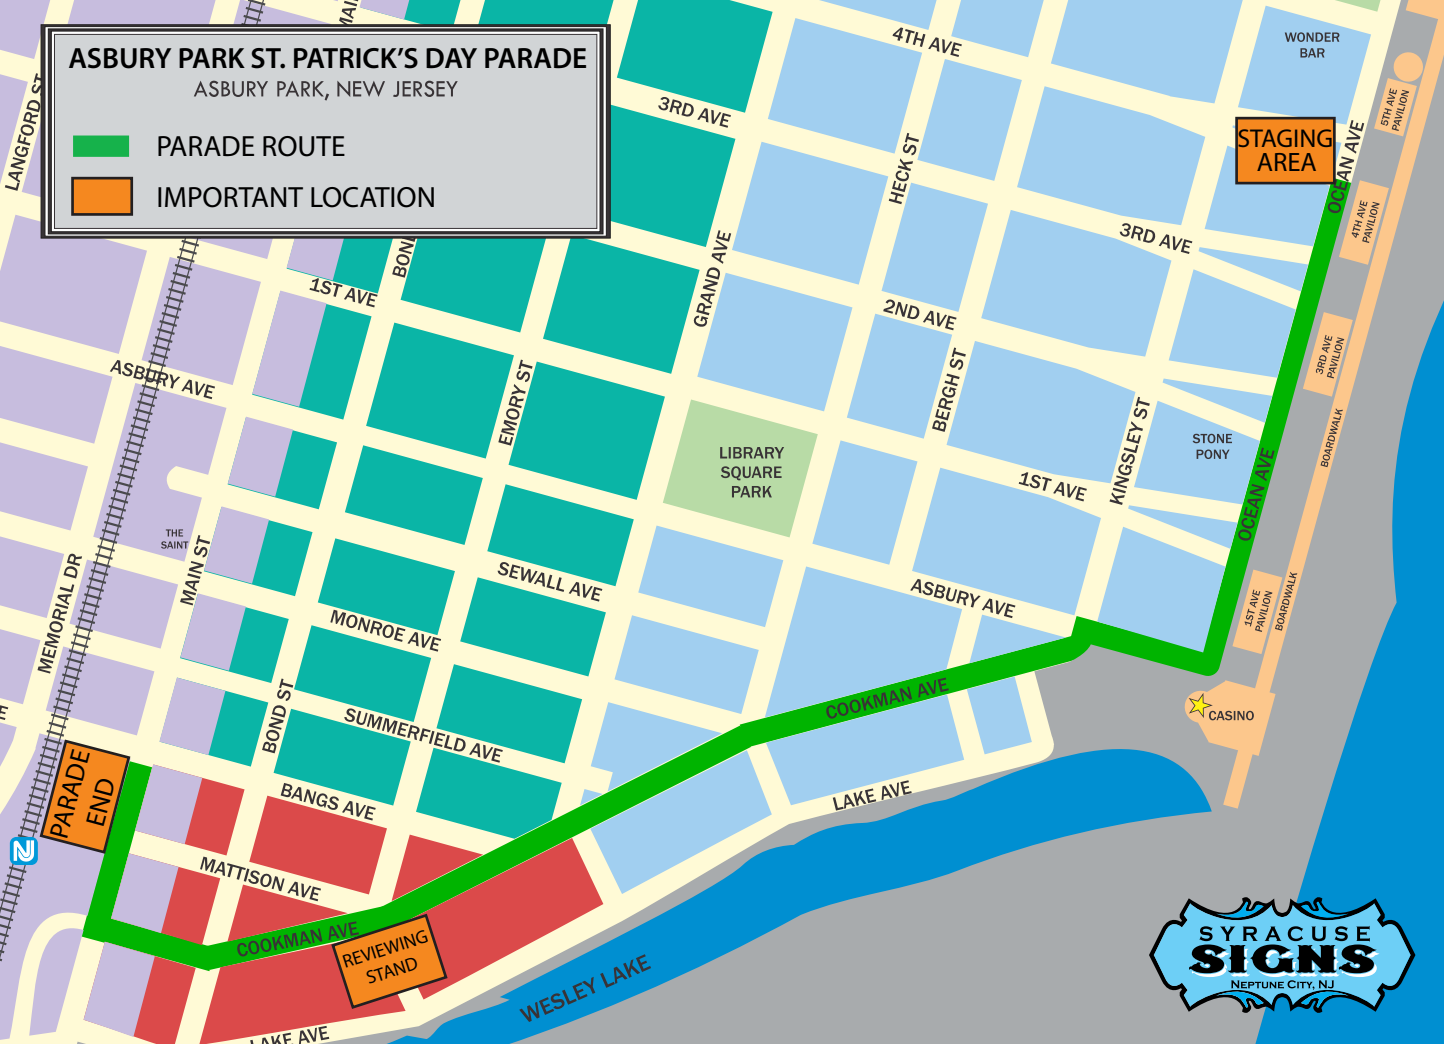 ASBURY PARK ST. PATRICK'S DAY PARADE
ASBURY PARK, NEW JERSEY
PARADE ROUTE
IMPORTANT LOCATION
LANGFORD ST
4TH AVE
WONDER
BAR
5TH AVE
PAVILION
3RD AVE
HECK ST
STAGING
AREA
OCEAN AVE
4TH AVE
PAVILION
3RD AVE
GRAND AVE
1ST AVE
2ND AVE
3RD AVE
PAVILION
ASBURY AVE
EMORY ST
BERGH ST
KINGSLEY ST
BOARDWALK
LIBRARY
SQUARE
PARK
STONE
PONY
1ST AVE
OCEAN AVE
THE
SAINT
MAIN ST
MEMORIAL DR
SEWALL AVE
ASBURY AVE
1ST AVE
PAVILION
BOARDWALK
MONROE AVE
BOND ST
SUMMERFIELD AVE
COOKMAN AVE
CASINO
PARADE
END
BANGS AVE
LAKE AVE
MATTISON AVE
COOKMAN AVE
REVIEWING
STAND
WESLEY LAKE
LAKE AVE
SYRACUSE
SIGNS
NEPTUNE CITY, NJ